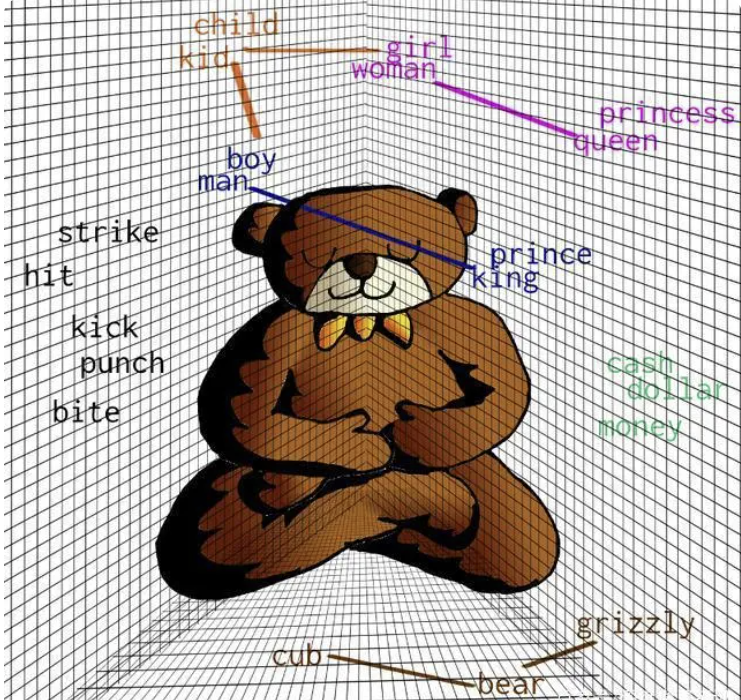 child
kid
girl
woman
princess
queen
boy
man
strike
prince
king
hit
kick
punch
cash
dollar
bite
money
grizzly
cub
bear